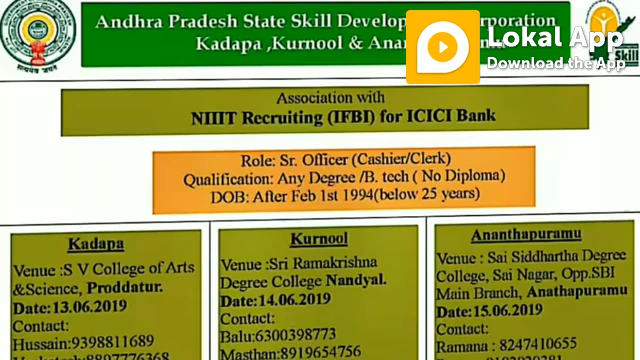 Andhra Pradesh State Skill Develop
Kadapa ,Kurnool &
Lokal App
Download the App
Skill
Association with
NIIIT Recruiting (IFBI) for ICICI Bank
Role: Sr. Officer (Cashier/Clerk)
Qualification: Any Degree /B. tech ( No Diploma)
DOB: After Feb 1st 1994(below 25 years)
Kadapa
Venue :S V College of Arts
&Science, Proddatur.
Date:13.06.2019
Contact:
Hussain:9398811689
Kurnool
Venue :Sri Ramakrishna
Degree College Nandyal.
Date:14.06.2019
Contact:
Balu:6300398773
Masthan:8919654756
Ananthapuramu
Venue : Sai Siddhartha Degree
College, Sai Nagar, Opp.SBI
Main Branch, Anathapuramu
Date:15.06.2019
Contact:
Ramana : 8247410655